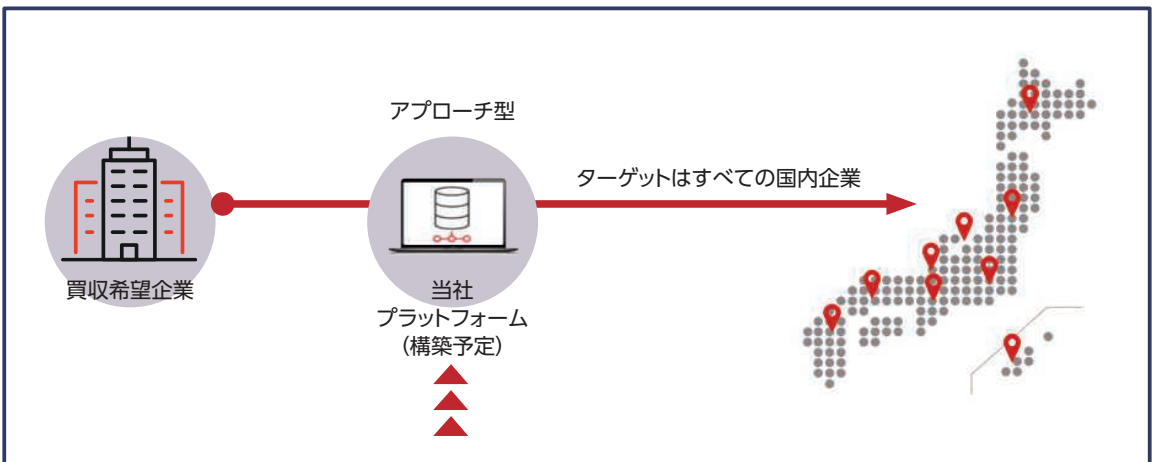 アプローチ型
ターゲットはすべての国内企業
買収希望企業
当社
プラットフォーム
（構築予定）